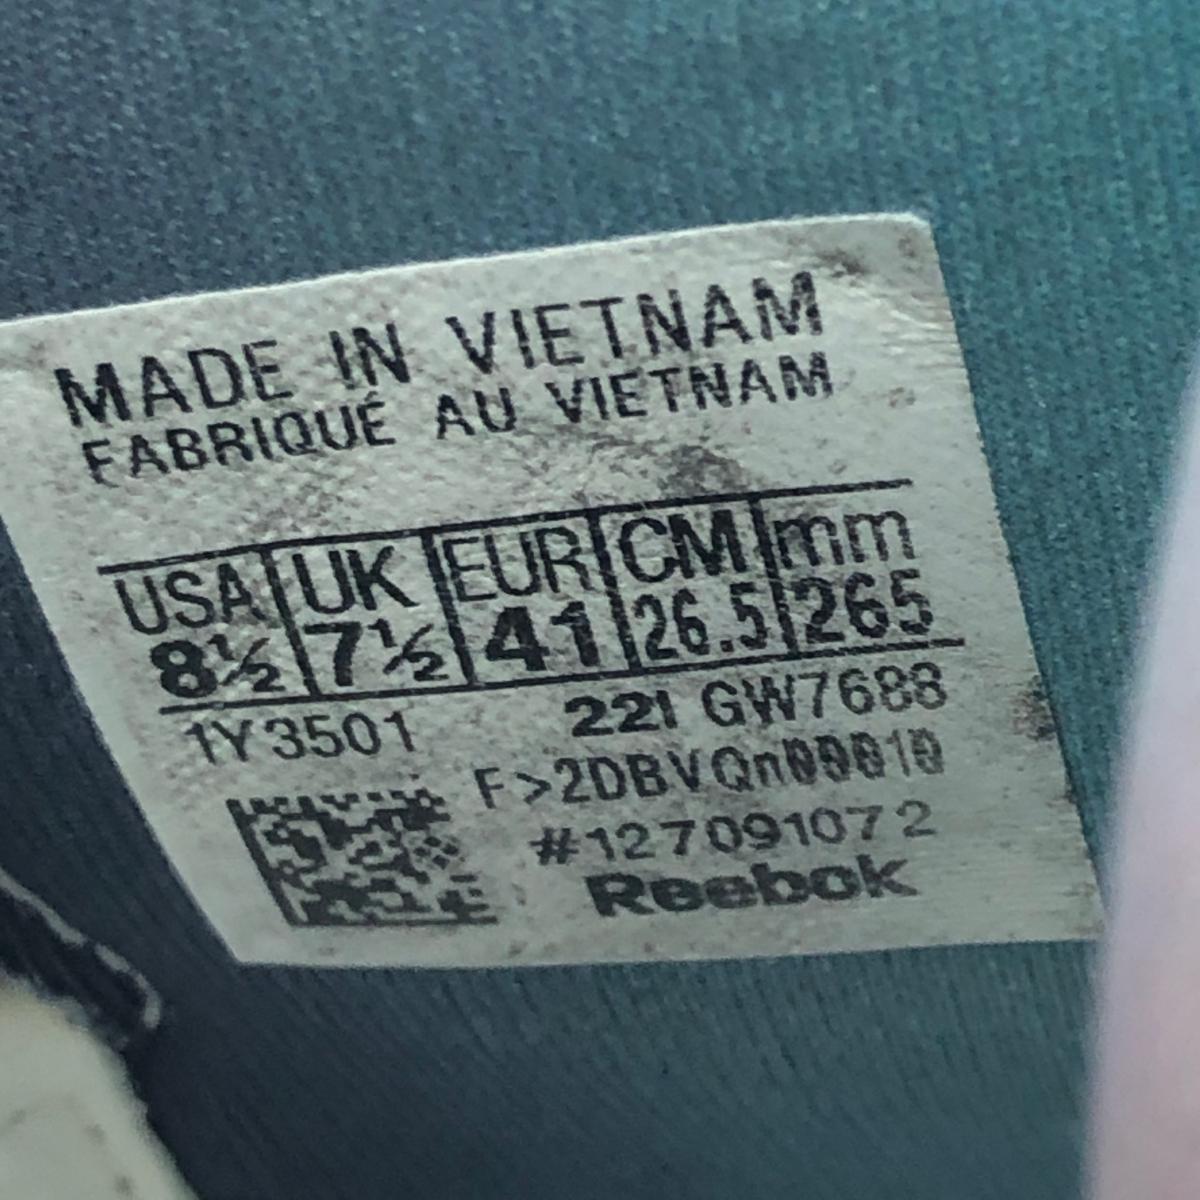 MADE IN VIETNAM
FABRIQUÉ AU VIETNAM
USA UK EUR CM mm
8½ 7½ 41 26.5 265
1Y3501 22I GW7688
F>2DBVQn00010
#127091072
Reebok